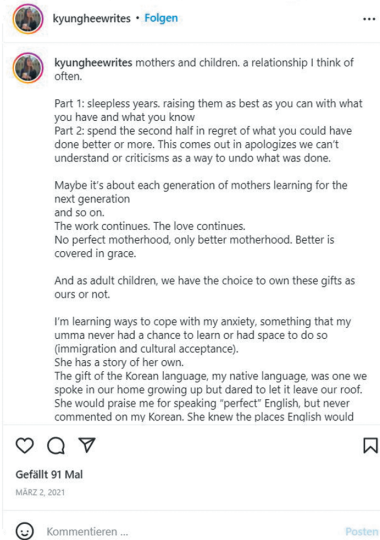 kyungheewrites • Folgen
kyungheewrites mothers and children. a relationship I think of
often.
Part 1: sleepless years. raising them as best as you can with what
you have and what you know
Part 2: spend the second half in regret of what you could have
done better or more. This comes out in apologizes we can't
understand or criticisms as a way to undo what was done.
Maybe it's about each generation of mothers learning for the
next generation
and so on.
The work continues. The love continues.
No perfect motherhood, only better motherhood. Better is
covered in grace.
And as adult children, we have the choice to own these gifts as
ours or not.
I'm learning ways to cope with my anxiety, something that my
umma never had a chance to learn or had space to do so
(immigration and cultural acceptance).
She has a story of her own.
The gift of the Korean language, my native language, was one we
spoke in our home growing up but dared to let it leave our roof.
She would praise me for speaking “perfect” English, but never
commented on my Korean. She knew the places English would
Gefällt 91 Mal
MÄRZ 2, 2021
Kommentieren ...
Posten